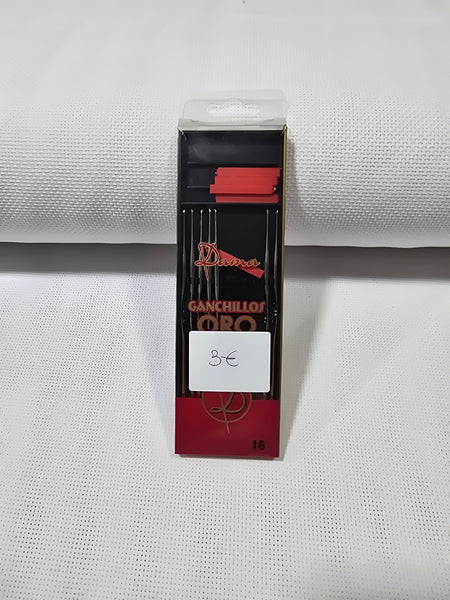 Dama
GANCHILLOS
ORO
3€
16